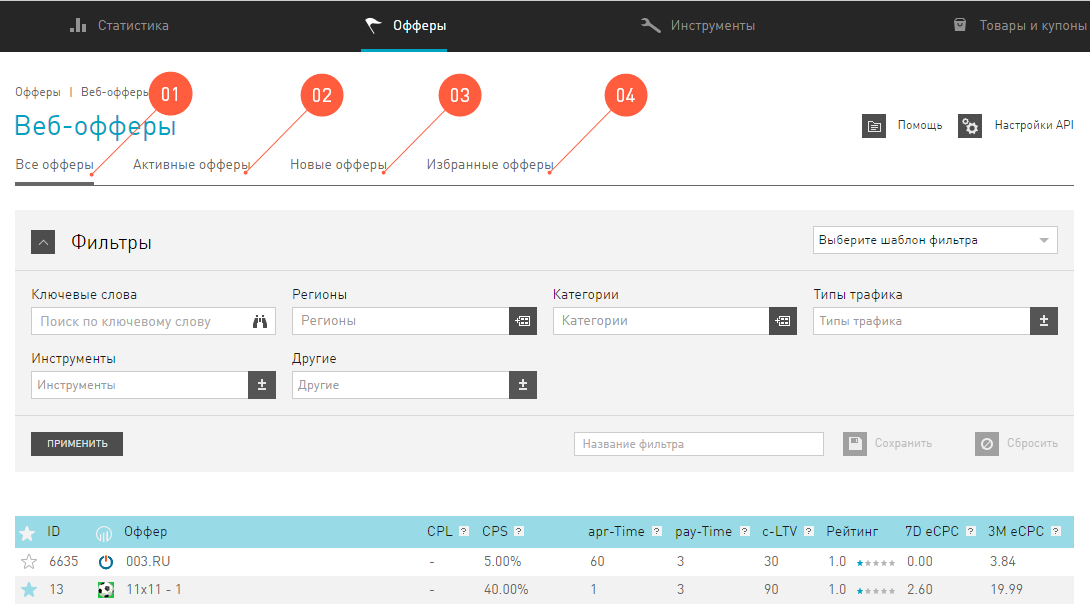 Статистика Офферы Инструменты Товары и купоны
Офферы | Веб-офферы 01 02 03 04
Веб-офферы Помощь Настройки API
Все офферы Активные офферы Новые офферы Избранные офферы
Фильтры Выберите шаблон фильтра
Ключевые слова Регионы Категории Типы трафика
Поиск по ключевому слову Регионы Категории Типы трафика
Инструменты Другие
Инструменты Другие
ПРИМЕНИТЬ Название фильтра Сохранить Сбросить
ID Оффер CPL ? CPS ? apr-Time ? pay-Time ? c-LTV ? Рейтинг 7D eCPC ? 3M eCPC ?
6635 003.RU - 5.00% 60 3 30 1.0 0.00 3.84
13 11x11 - 1 - 40.00% 1 3 90 1.0 2.60 19.99